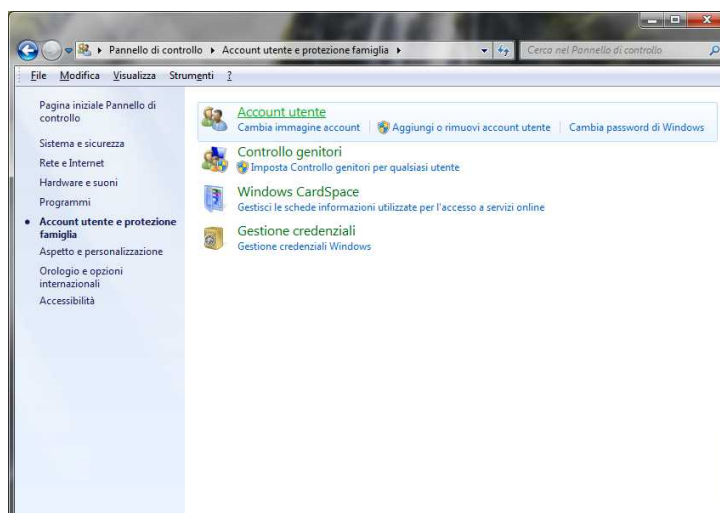 Pannello di controllo Account utente e protezione famiglia Cerca nel Pannello di controllo
File Modifica Visualizza Strumenti ?
Pagina iniziale Pannello di
controllo
Sistema e sicurezza
Rete e Internet
Hardware e suoni
Programmi
Account utente e protezione
famiglia
Aspetto e personalizzazione
Orologio e opzioni
internazionali
Accessibilità
Account utente
Cambia immagine account Aggiungi o rimuovi account utente Cambia password di Windows
Controllo genitori
Imposta Controllo genitori per qualsiasi utente
Windows CardSpace
Gestisci le schede informazioni utilizzate per l'accesso a servizi online
Gestione credenziali
Gestione credenziali Windows